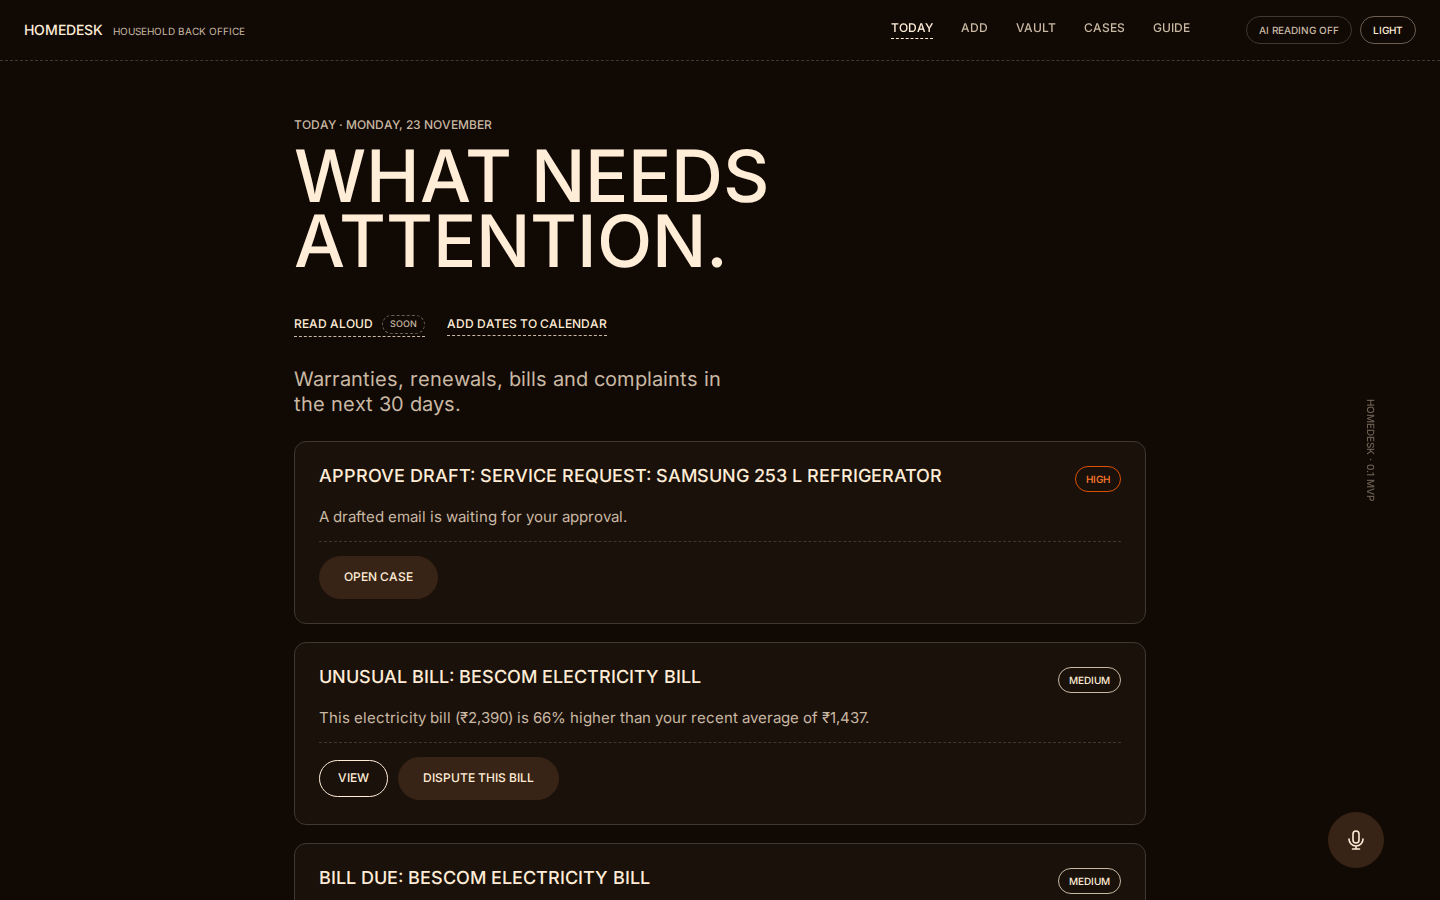 HOMEDESK HOUSEHOLD BACK OFFICE
TODAY ADD VAULT CASES GUIDE
AI READING OFF LIGHT
TODAY · MONDAY, 23 NOVEMBER
WHAT NEEDS
ATTENTION.
READ ALOUD SOON ADD DATES TO CALENDAR
Warranties, renewals, bills and complaints in
the next 30 days.
APPROVE DRAFT: SERVICE REQUEST: SAMSUNG 253 L REFRIGERATOR HIGH
A drafted email is waiting for your approval.
OPEN CASE
UNUSUAL BILL: BESCOM ELECTRICITY BILL MEDIUM
This electricity bill (₹2,390) is 66% higher than your recent average of ₹1,437.
VIEW DISPUTE THIS BILL
BILL DUE: BESCOM ELECTRICITY BILL MEDIUM
HOMEDESK · 0.1 MVP